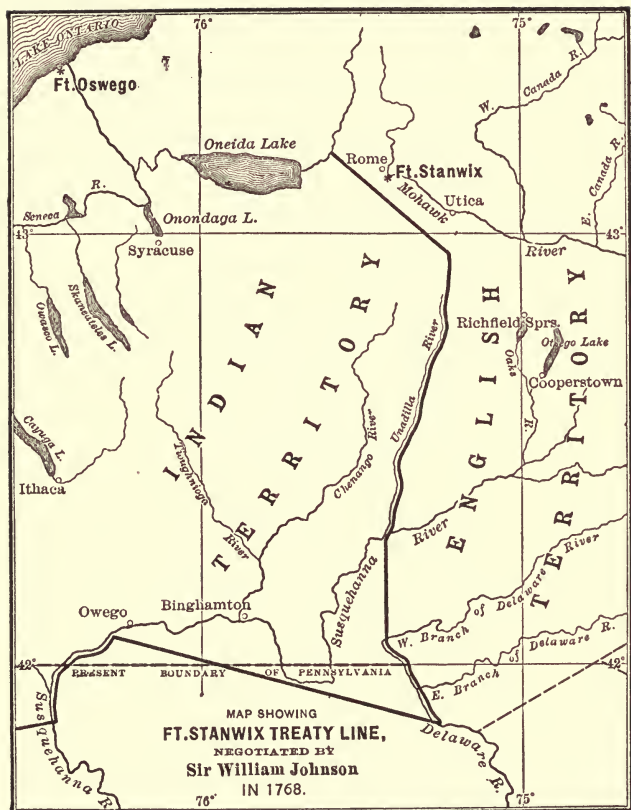 76°
75°
LAKE ONTARIO
Ft. Oswego
W. Canada R.
E. Canada R.
Oneida Lake
Rome
Ft. Stanwix
Mohawk
Utica
River
Seneca R.
Onondaga L.
43°
43°
Syracuse
Owasco L.
Skaneateles L.
INDIAN
TERRITORY
ENGLISH
TERRITORY
Richfield Sprs.
Otsego Lake
Oaks R.
Cooperstown
Unadilla River
Chenango River
Tioughnioga River
Cayuga L.
Ithaca
Susquehanna River
W. Branch of Delaware River
E. Branch of Delaware R.
Owego
Binghamton
42°
42°
PRESENT BOUNDARY OF PENNSYLVANIA
Susquehanna R.
Delaware R.
MAP SHOWING
FT. STANWIX TREATY LINE,
NEGOTIATED BY
Sir William Johnson
IN 1768.
76°
75°